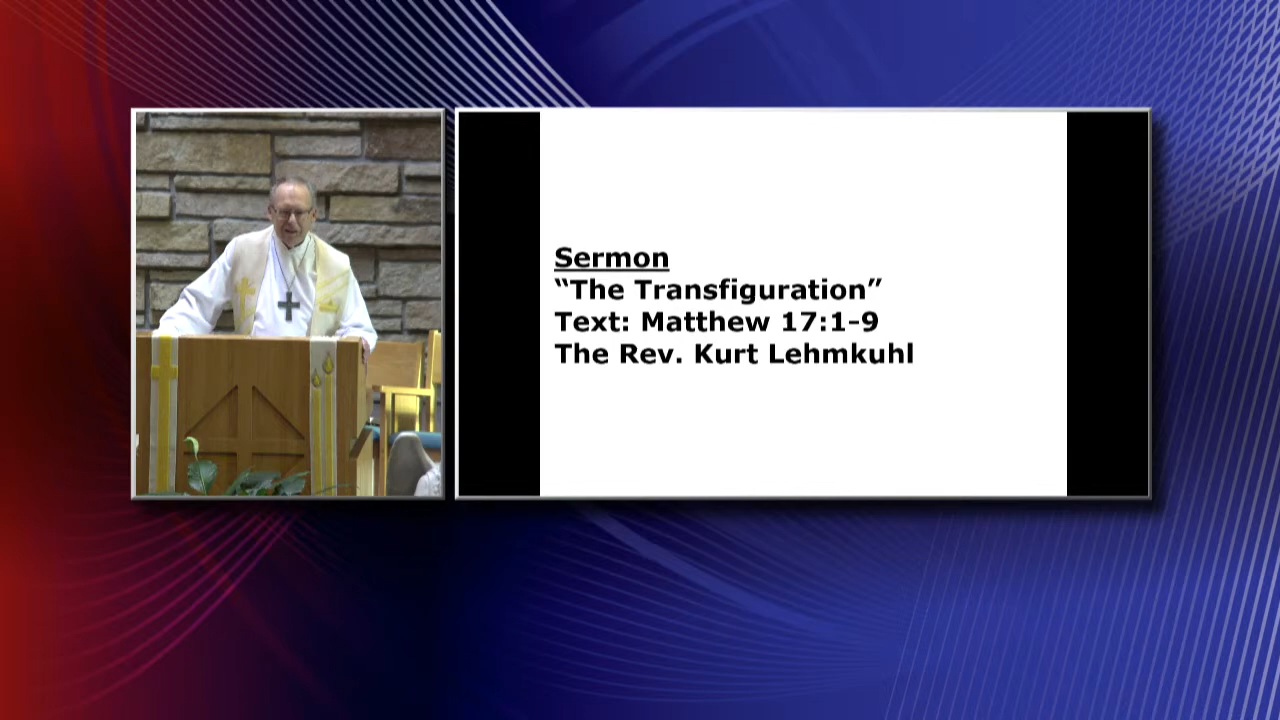 Sermon
“The Transfiguration”
Text: Matthew 17:1-9
The Rev. Kurt Lehmkuhl